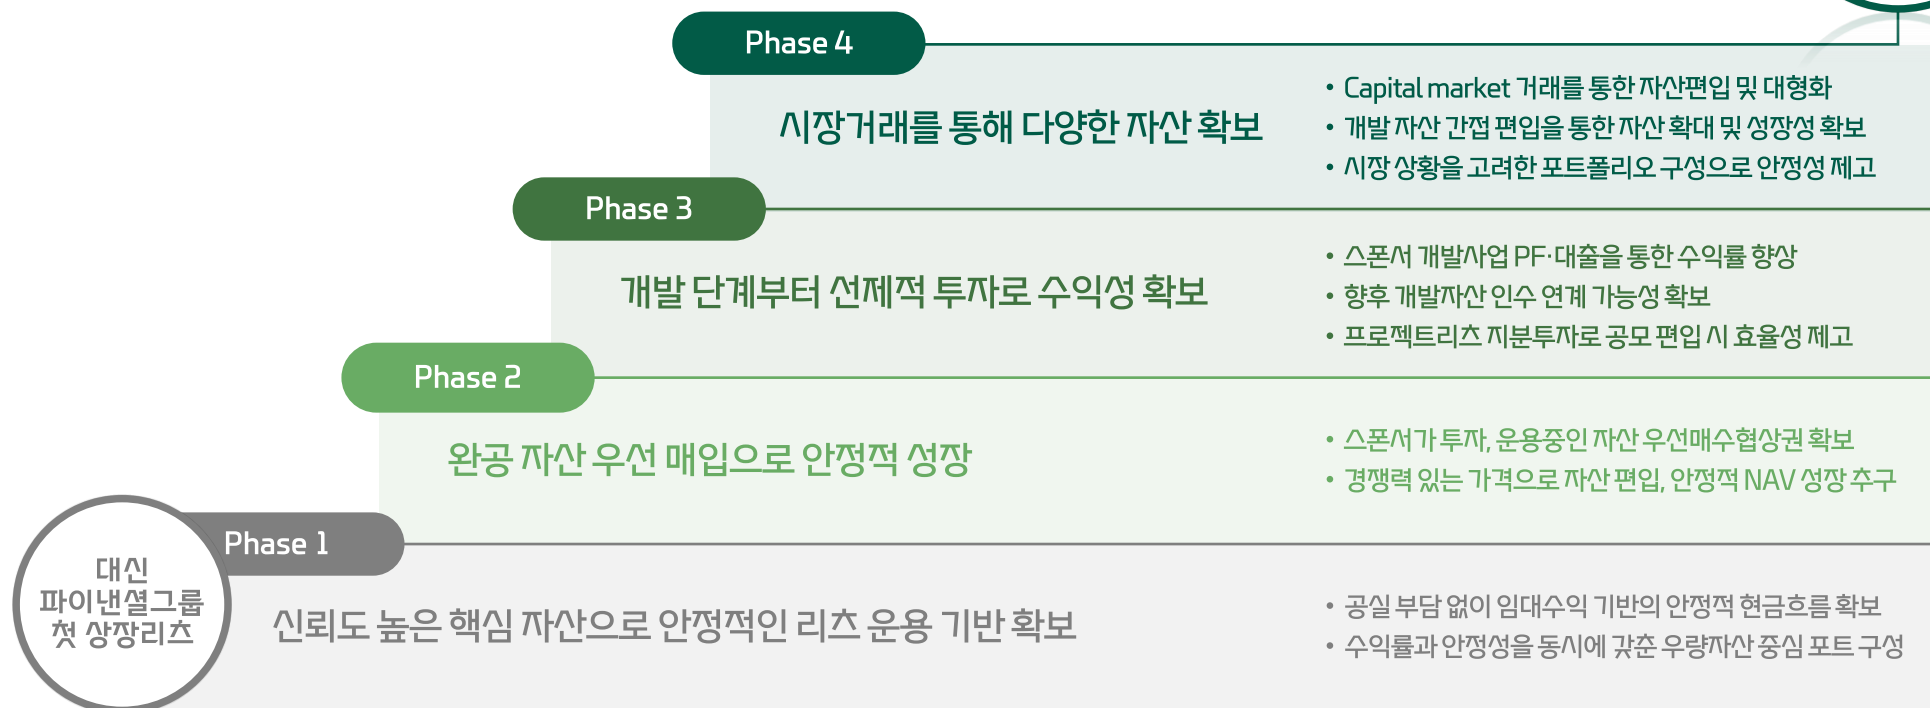 Phase 4
시장거래를 통해 다양한 자산 확보
• Capital market 거래를 통한 자산편입 및 대형화
• 개발 자산 간접 편입을 통한 자산 확대 및 성장성 확보
• 시장 상황을 고려한 포트폴리오 구성으로 안정성 제고
Phase 3
개발 단계부터 선제적 투자로 수익성 확보
• 스폰서 개발사업 PF·대출을 통한 수익률 향상
• 향후 개발자산 인수 연계 가능성 확보
• 프로젝트리츠 지분투자로 공모 편입 시 효율성 제고
Phase 2
완공 자산 우선 매입으로 안정적 성장
• 스폰서가 투자, 운용중인 자산 우선매수협상권 확보
• 경쟁력 있는 가격으로 자산 편입, 안정적 NAV 성장 추구
Phase 1
대신
파이낸셜그룹
첫 상장리츠
신뢰도 높은 핵심 자산으로 안정적인 리츠 운용 기반 확보
• 공실 부담 없이 임대수익 기반의 안정적 현금흐름 확보
• 수익률과 안정성을 동시에 갖춘 우량자산 중심 포트 구성